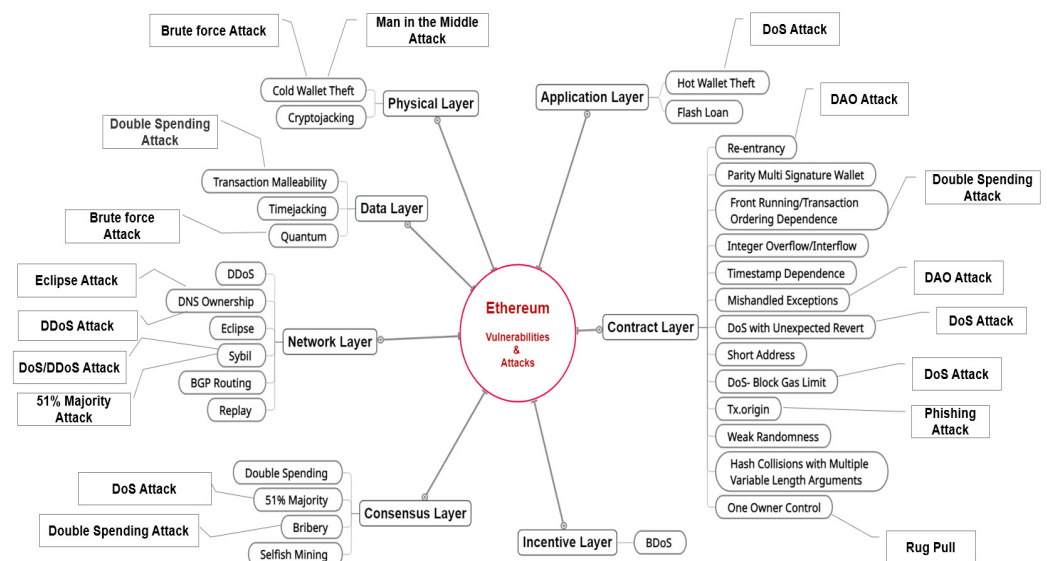 Brute force Attack
Man in the Middle
Attack
Cold Wallet Theft
Cryptojacking
Physical Layer
Double Spending
Attack
Transaction Malleability
Timejacking
Quantum
Data Layer
Brute force
Attack
Eclipse Attack
DDoS Attack
DoS/DDoS Attack
51% Majority
Attack
DDoS
DNS Ownership
Eclipse
Sybil
BGP Routing
Replay
Network Layer
DoS Attack
Double Spending Attack
Double Spending
51% Majority
Bribery
Selfish Mining
Consensus Layer
Ethereum
Vulnerabilities
&
Attacks
DoS Attack
Application Layer
Hot Wallet Theft
Flash Loan
DAO Attack
Re-entrancy
Parity Multi Signature Wallet
Front Running/Transaction
Ordering Dependence
Double Spending
Attack
Integer Overflow/Interflow
Timestamp Dependence
Mishandled Exceptions
DAO Attack
Contract Layer
DoS with Unexpected Revert
DoS Attack
Short Address
DoS- Block Gas Limit
DoS Attack
Tx.origin
Phishing
Attack
Weak Randomness
Hash Collisions with Multiple
Variable Length Arguments
One Owner Control
Rug Pull
Incentive Layer
BDoS